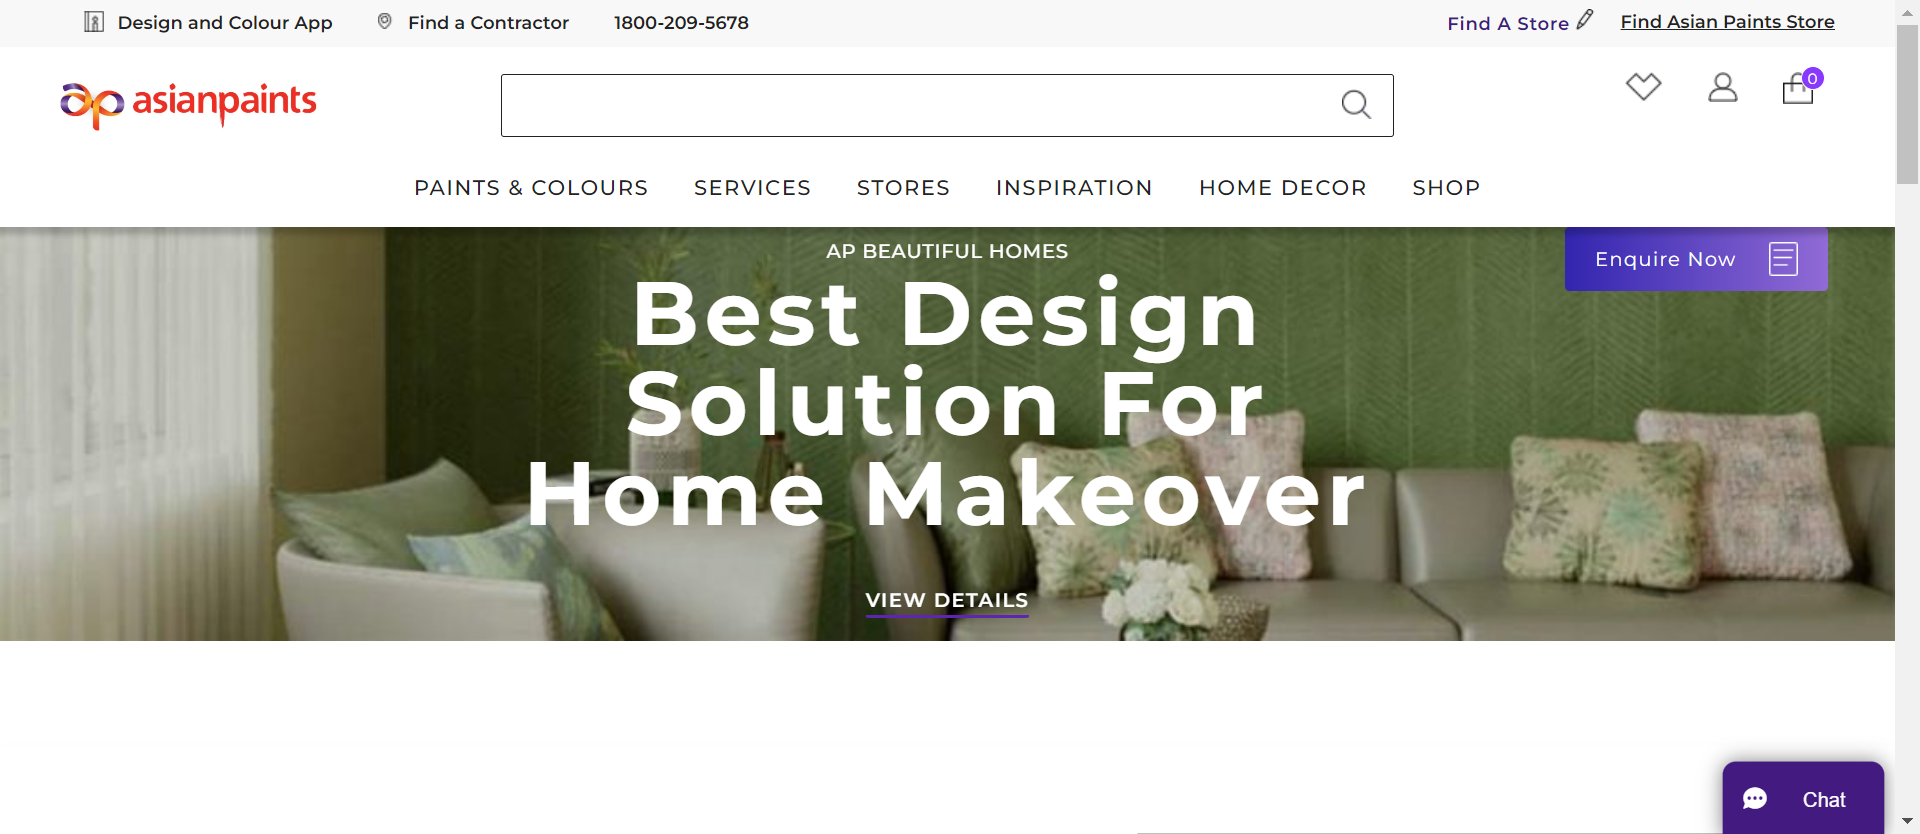 Design and Colour App
Find a Contractor
1800-209-5678
Find A Store
Find Asian Paints Store
asianpaints
0
PAINTS & COLOURS
SERVICES
STORES
INSPIRATION
HOME DECOR
SHOP
AP BEAUTIFUL HOMES
Enquire Now
Best Design
Solution For
Home Makeover
VIEW DETAILS
Chat